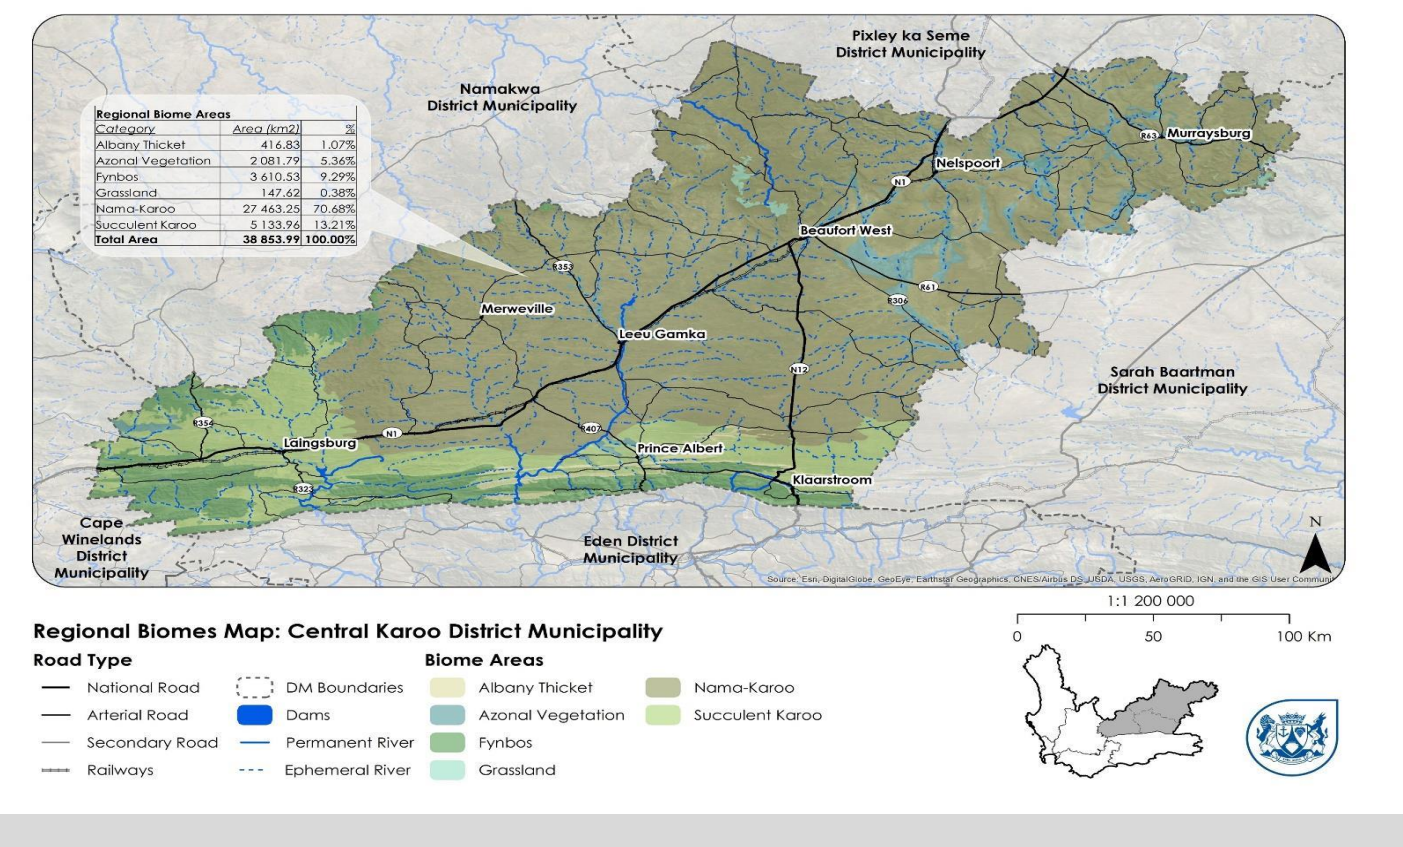 Pixley ka Seme
District Municipality
Namakwa
District Municipality
Regional Biome Areas
Category Area (km2) %
Albany Thicket 416.83 1.07%
Azonal Vegetation 2 081.79 5.36%
Fynbos 3 610.53 9.29%
Grassland 147.62 0.38%
Nama-Karoo 27 463.25 70.68%
Succulent Karoo 5 133.96 13.21%
Total Area 38 853.99 100.00%
R63 Murraysburg
Nelspoort
N1
Beaufort West
R353
R61
R306
Merweville
Leeu Gamka
N12
Sarah Baartman
District Municipality
R354
R407
N1
Laingsburg
Prince Albert
Klaarstroom
R323
Cape
Winelands
District
Municipality
Eden District
Municipality
N
Source: Esri, DigitalGlobe, GeoEye, Earthstar Geographics, CNES/Airbus DS, USDA, USGS, AeroGRID, IGN, and the GIS User Communi
1:1 200 000
0 50 100 Km
Regional Biomes Map: Central Karoo District Municipality
Road Type
Biome Areas
National Road DM Boundaries Albany Thicket Nama-Karoo
Arterial Road Dams Azonal Vegetation Succulent Karoo
Secondary Road Permanent River Fynbos
Railways Ephemeral River Grassland